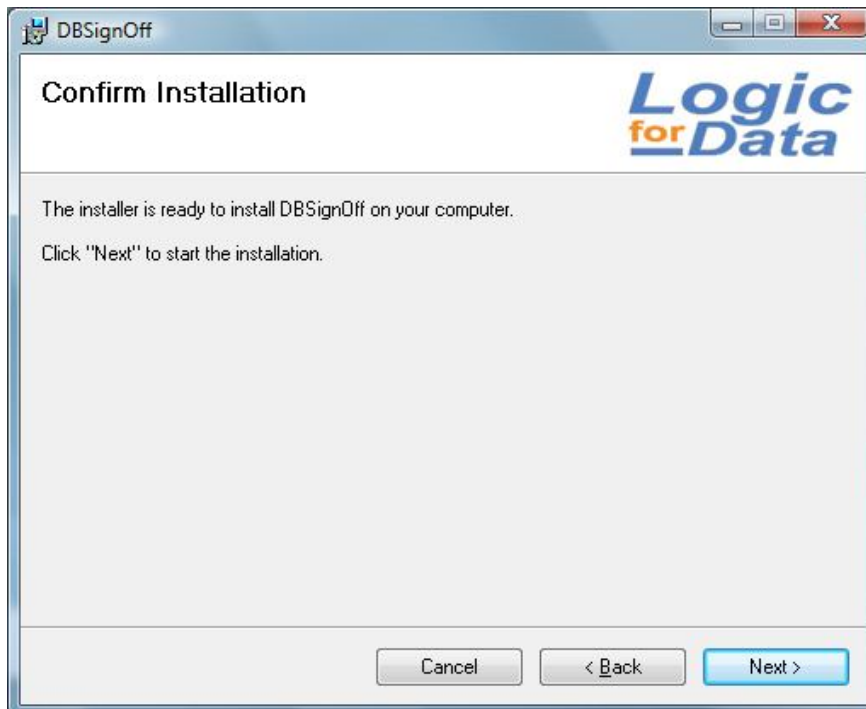 DBSignOff
Confirm Installation
Logic
for Data
The installer is ready to install DBSignOff on your computer.
Click "Next" to start the installation.
Cancel
< Back
Next >